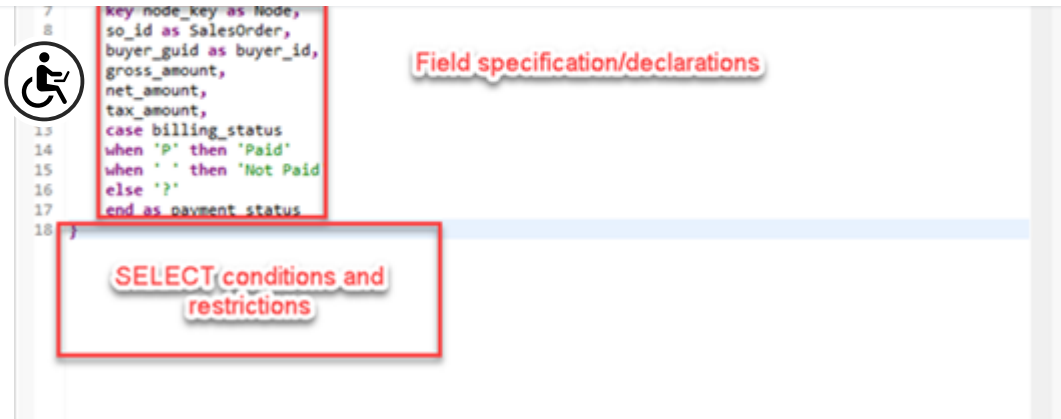 7 key node_key as Node,
8 so_id as SalesOrder,
buyer_guid as buyer_id,
gross_amount,
net_amount,
tax_amount,
13 case billing_status
14 when 'P' then 'Paid'
15 when ' ' then 'Not Paid
16 else '?'
17 end as payment_status
18 }
Field specification/declarations
SELECT conditions and
restrictions